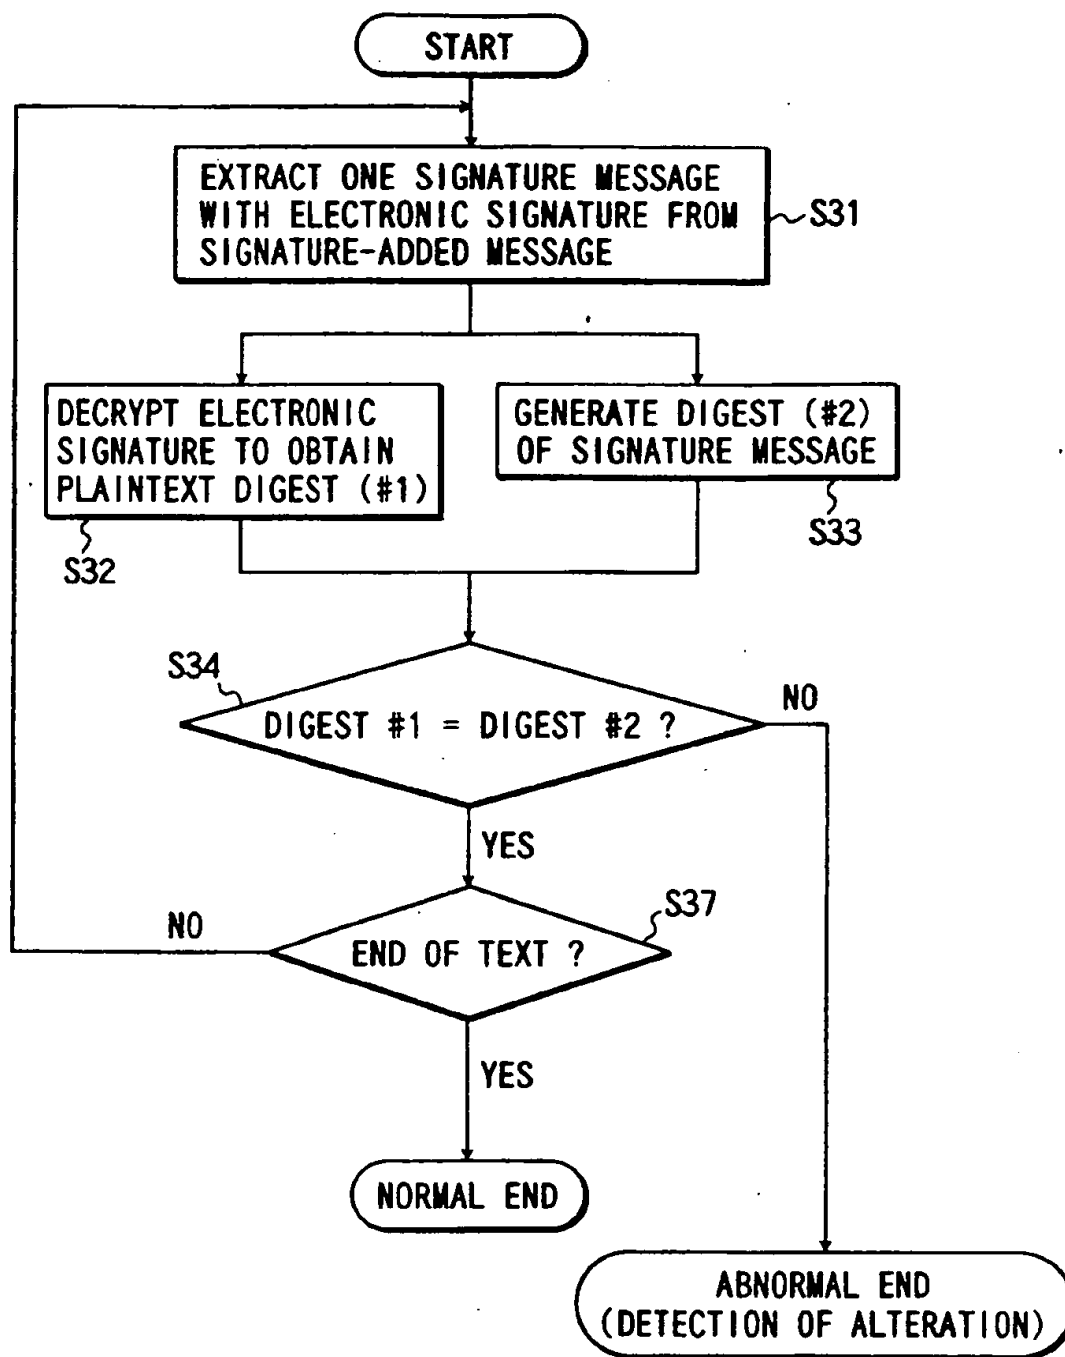 START
EXTRACT ONE SIGNATURE MESSAGE
WITH ELECTRONIC SIGNATURE FROM
SIGNATURE-ADDED MESSAGE
S31
DECRYPT ELECTRONIC
SIGNATURE TO OBTAIN
PLAINTEXT DIGEST (#1)
S32
GENERATE DIGEST (#2)
OF SIGNATURE MESSAGE
S33
S34
DIGEST #1 = DIGEST #2 ?
NO
YES
S37
END OF TEXT ?
NO
YES
NORMAL END
ABNORMAL END
(DETECTION OF ALTERATION)